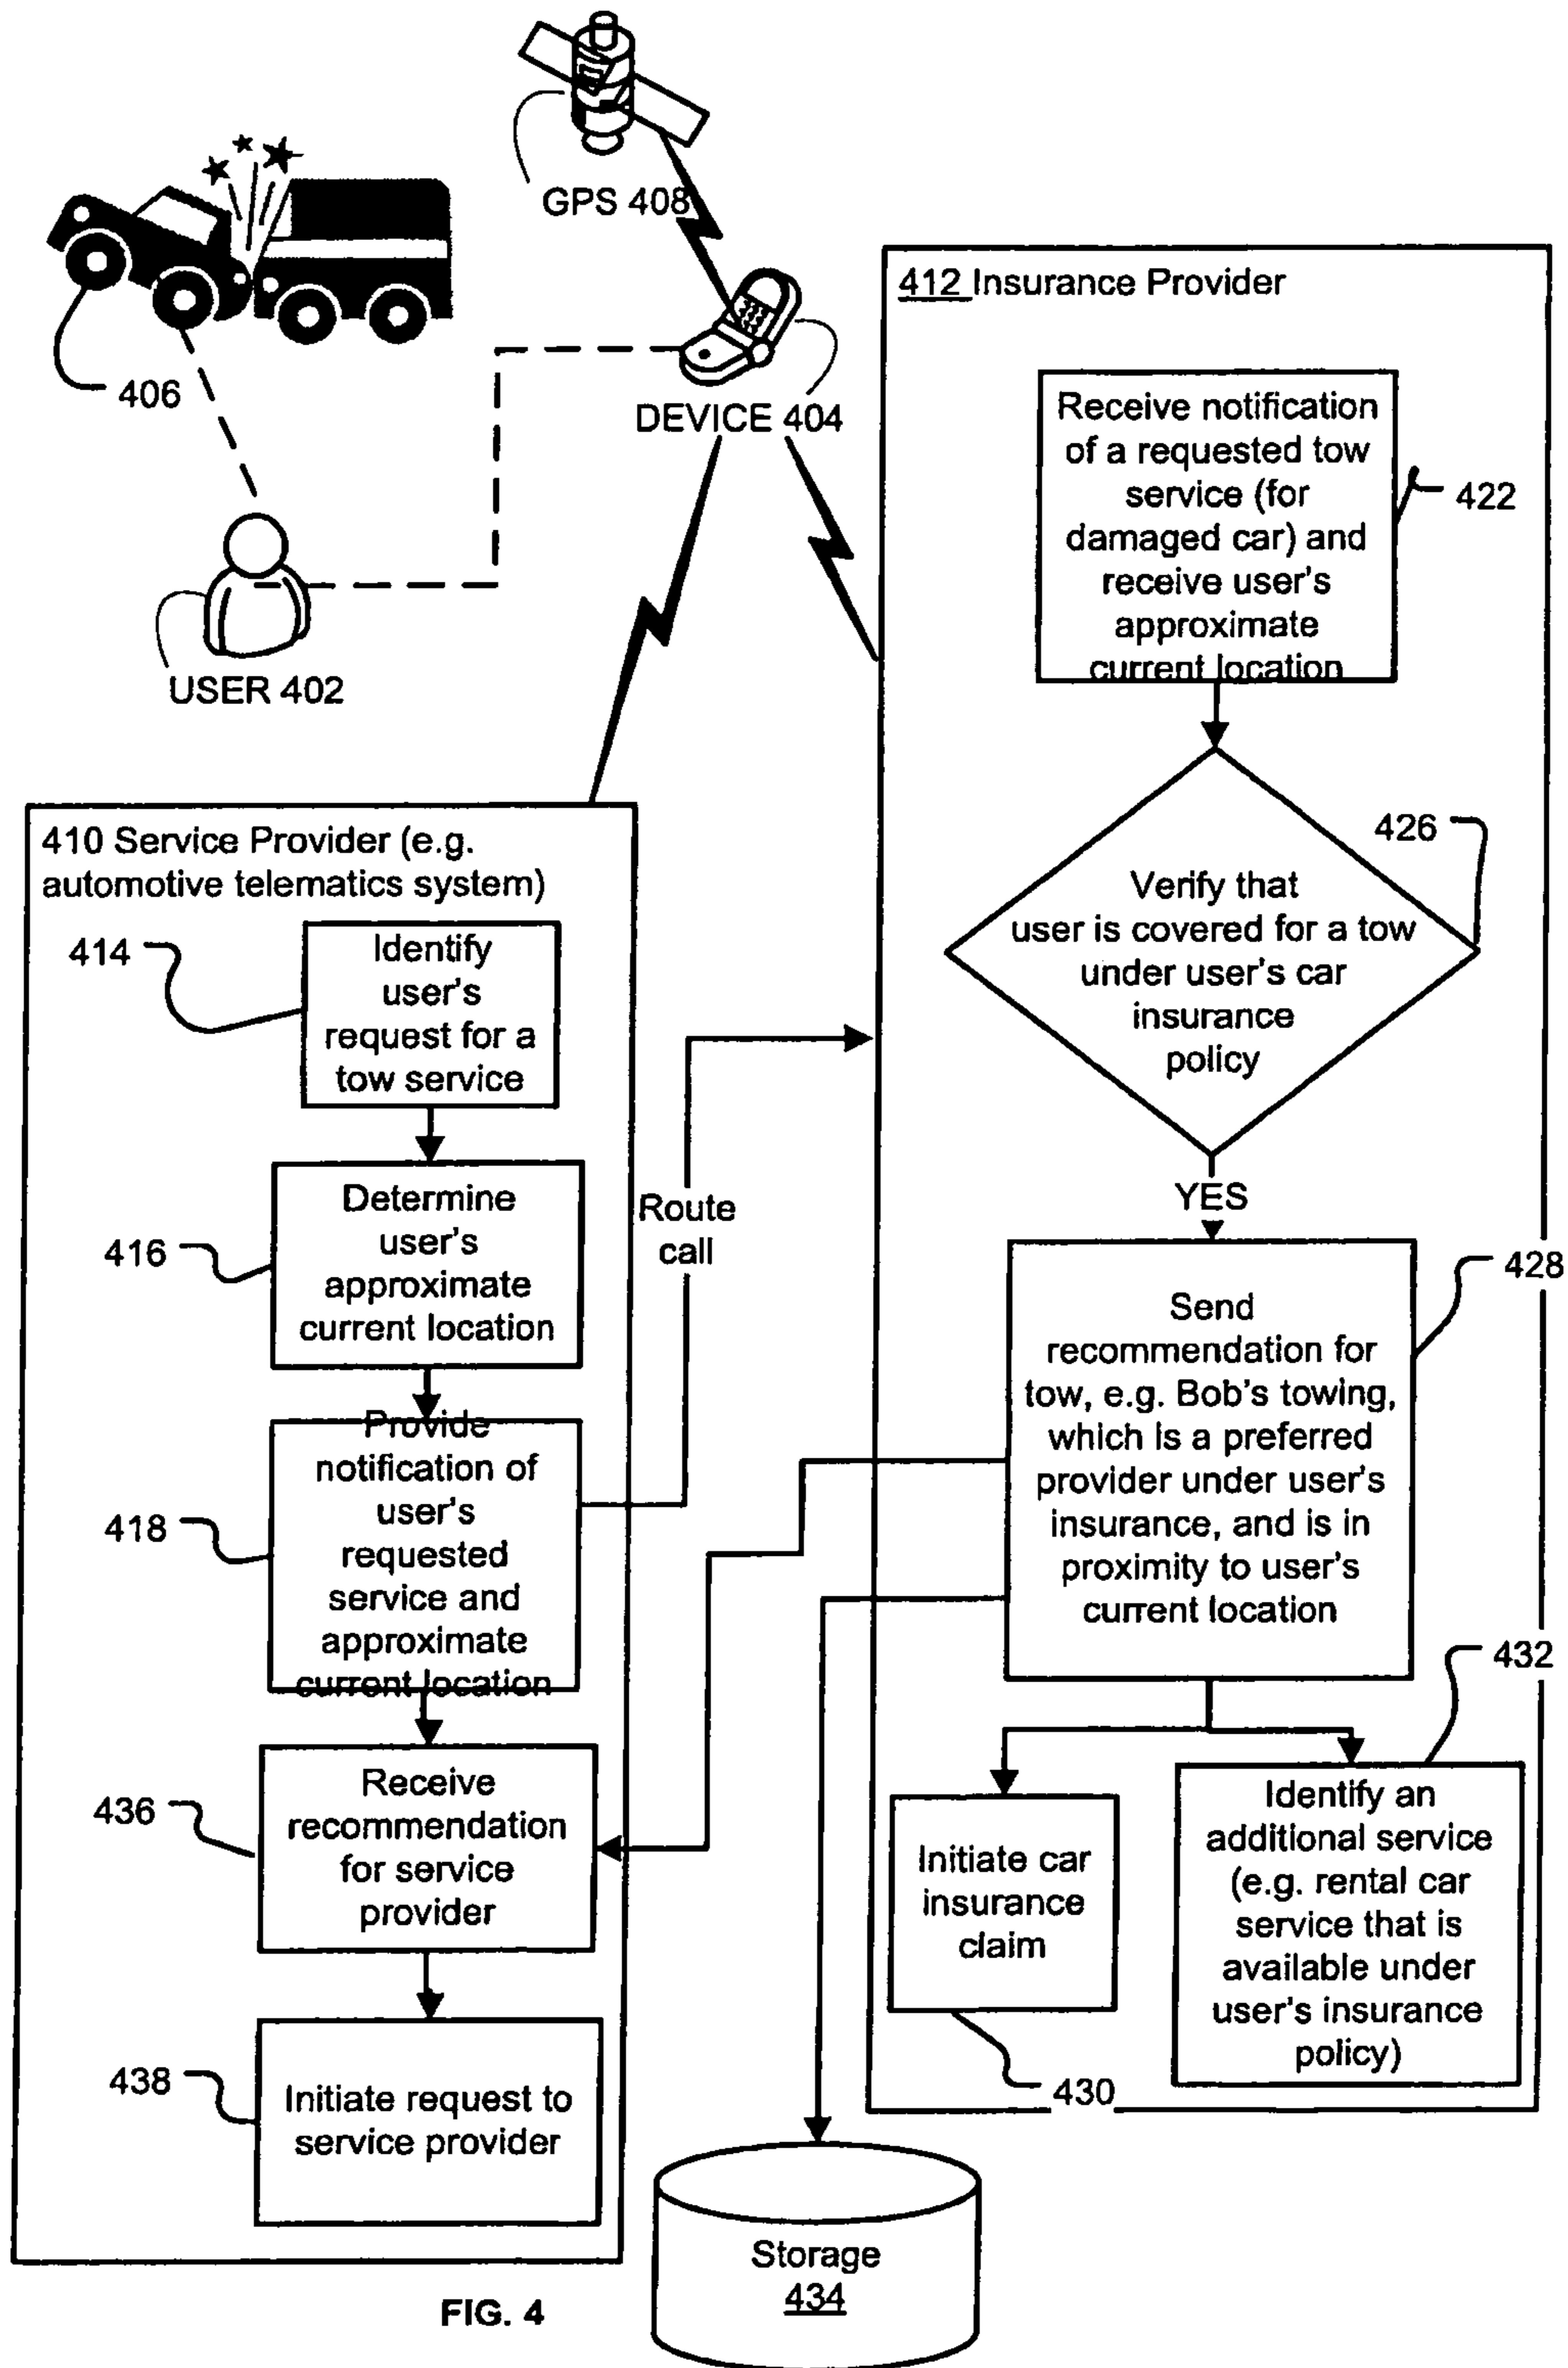 GPS 408
406
DEVICE 404
USER 402
412 Insurance Provider
Receive notification
of a requested tow
service (for
damaged car) and
receive user's
approximate
current location
422
426
Verify that
user is covered for a tow
under user's car
insurance
policy
YES
428
Send
recommendation for
tow, e.g. Bob's towing,
which is a preferred
provider under user's
insurance, and is in
proximity to user's
current location
432
Initiate car
insurance
claim
430
Identify an
additional service
(e.g. rental car
service that is
available under
user's insurance
policy)
410 Service Provider (e.g.
automotive telematics system)
414
Identify
user's
request for a
tow service
416
Determine
user's
approximate
current location
Route
call
418
Provide
notification of
user's
requested
service and
approximate
current location
436
Receive
recommendation
for service
provider
438
Initiate request to
service provider
Storage
434
FIG. 4